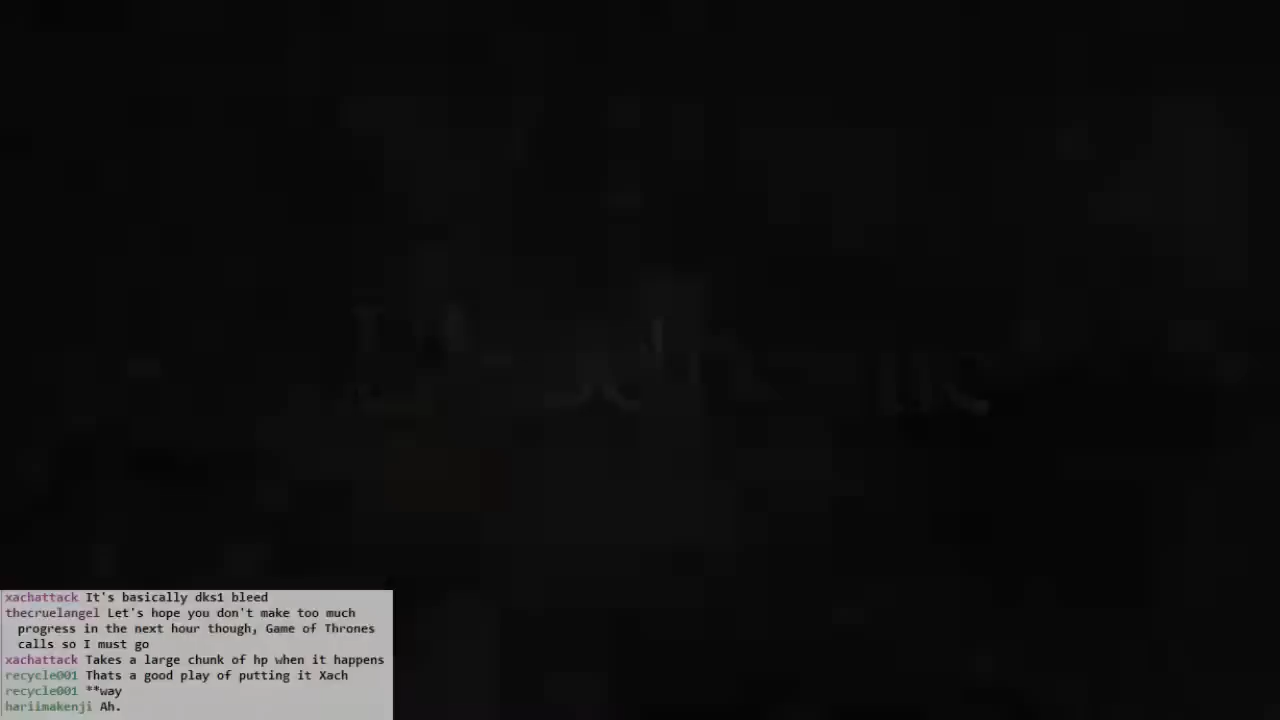 xachattack It's basically dks1 bleed
thecruelangel Let's hope you don't make too much
progress in the next hour though, Game of Thrones
calls so I must go
xachattack Takes a large chunk of hp when it happens
recycle001 Thats a good play of putting it Xach
recycle001 **way
hariimakenji Ah.